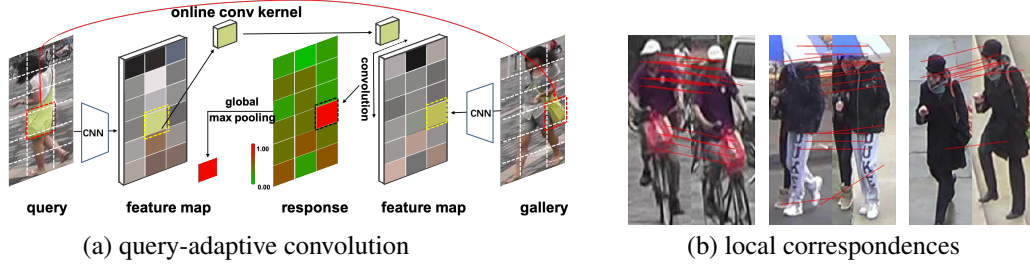 online conv kernel
CNN
global
max pooling
1.00
0.00
convolution
CNN
query
feature map
response
feature map
gallery
(a) query-adaptive convolution
DUKE
(b) local correspondences